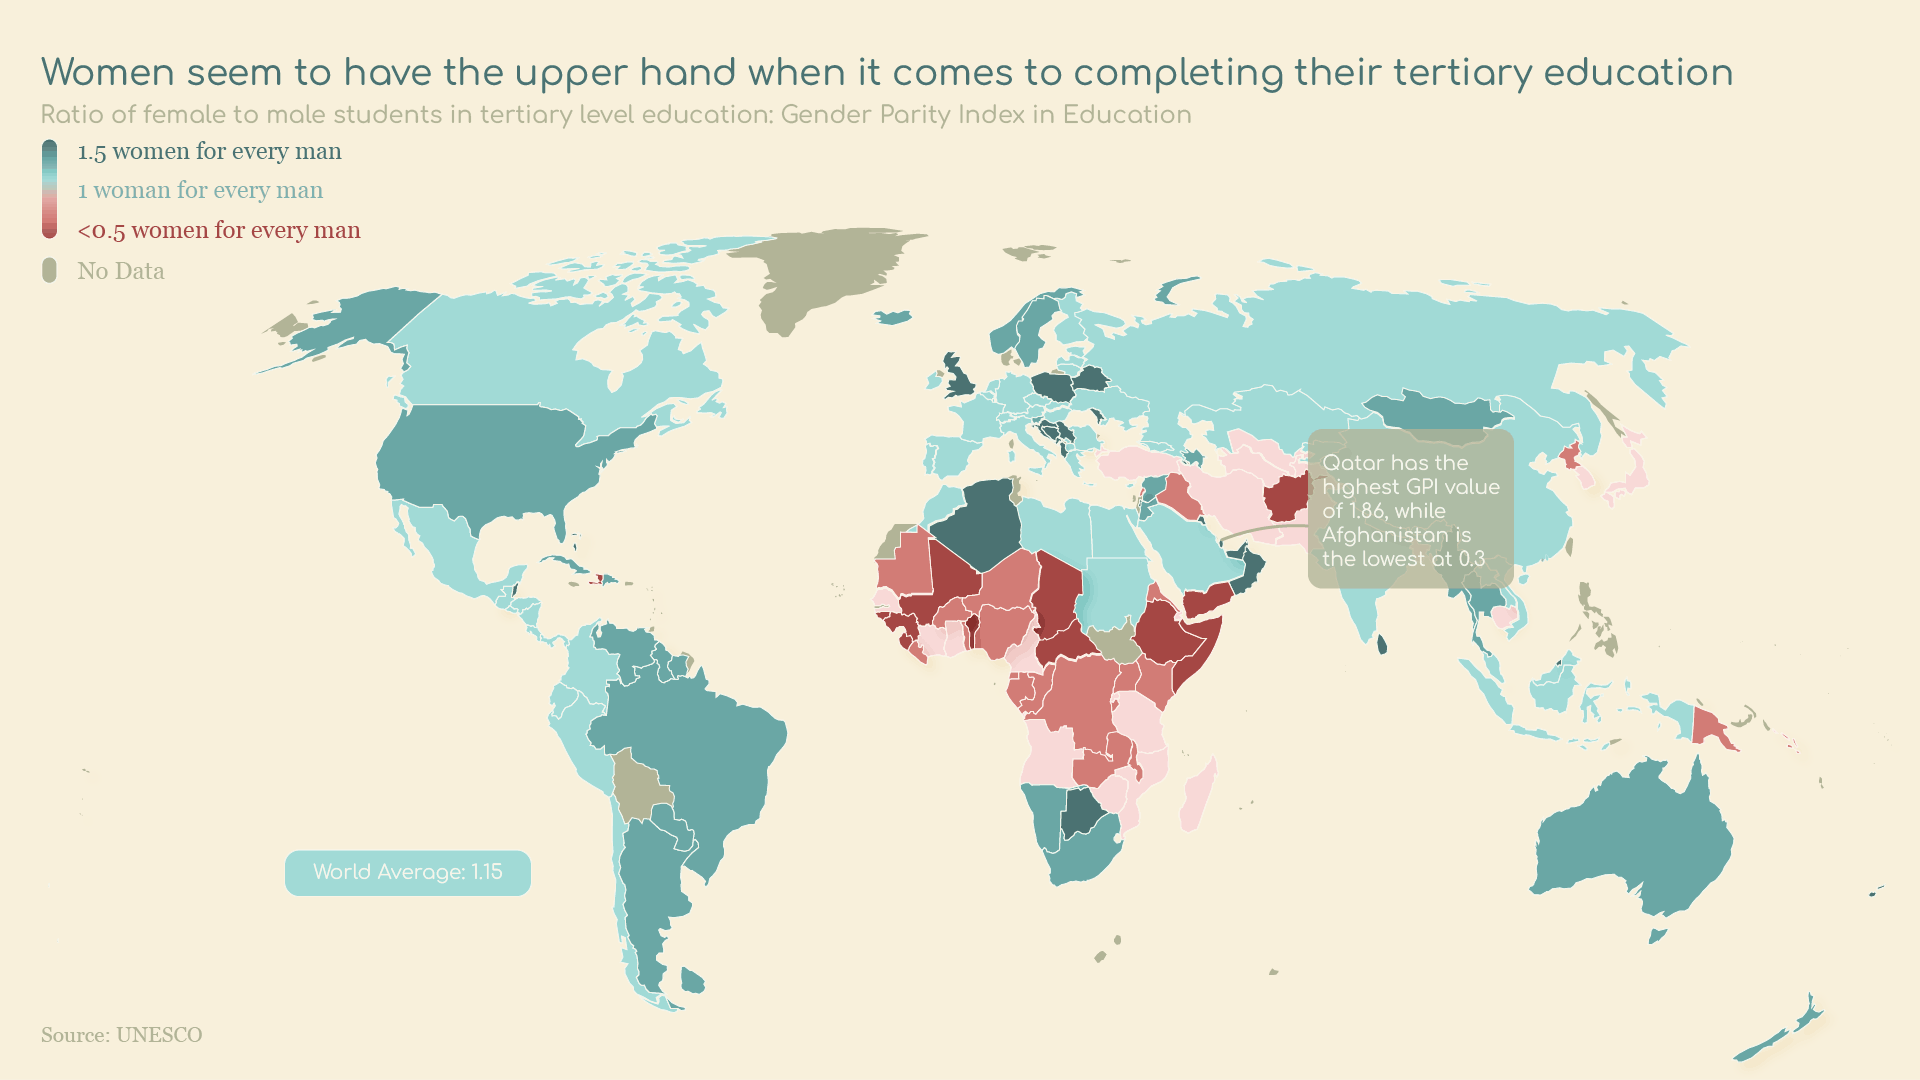 Women seem to have the upper hand when it comes to completing their tertiary education
Ratio of female to male students in tertiary level education: Gender Parity Index in Education
1.5 women for every man
1 woman for every man
<0.5 women for every man
No Data
Qatar has the
highest GPI value
of 1.86, while
Afghanistan is
the lowest at 0.3
World Average: 1.15
Source: UNESCO